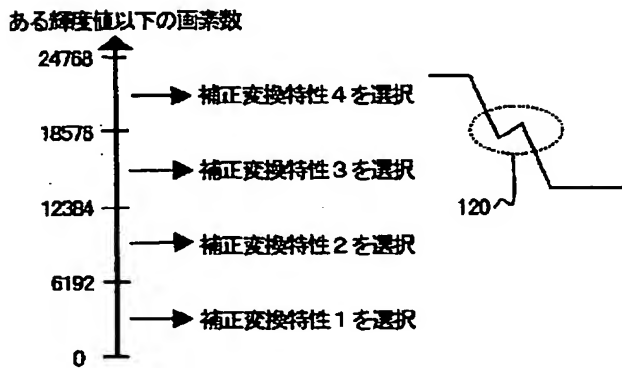 ある輝度値以下の画素数
24768
補正変換特性4を選択
18578
補正変換特性3を選択
120
12384
補正変換特性2を選択
6192
補正変換特性1を選択
0